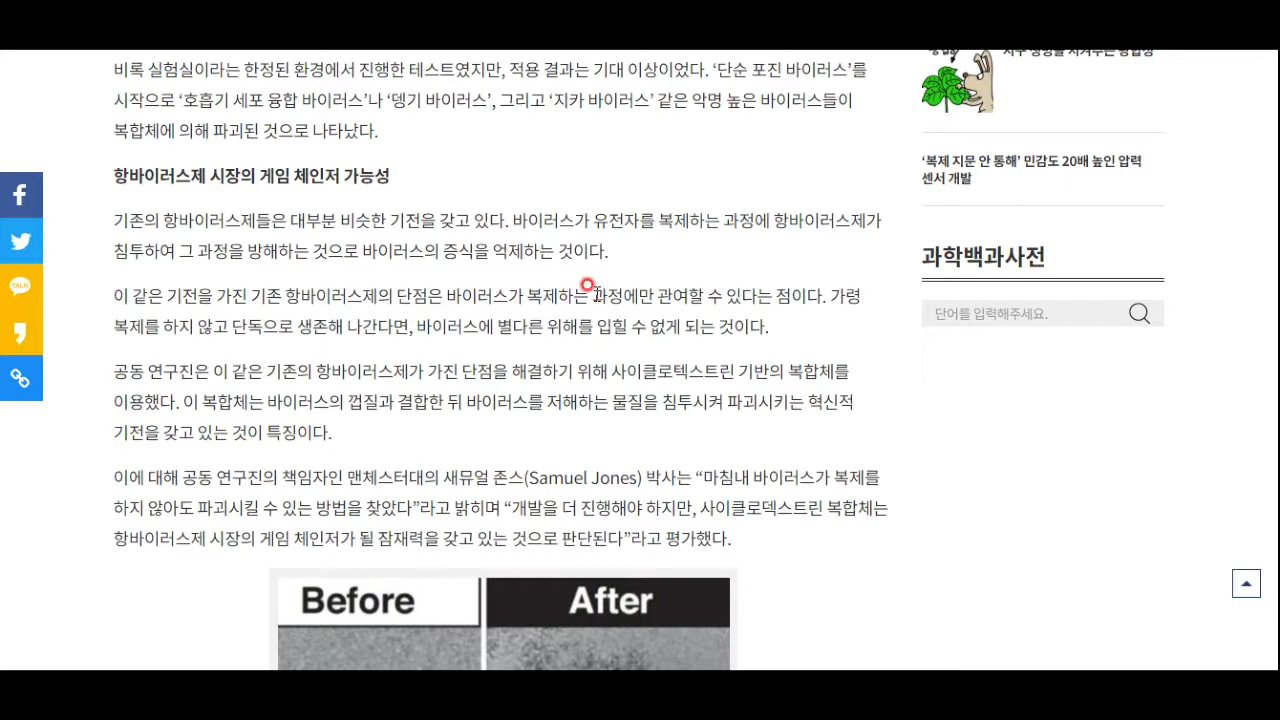 비록 실험실이라는 한정된 환경에서 진행한 테스트였지만, 적용 결과는 기대 이상이었다. ‘단순 포진 바이러스’를
시작으로 ‘호흡기 세포 융합 바이러스’나 ‘뎅기 바이러스’, 그리고 ‘지카 바이러스’ 같은 악명 높은 바이러스들이
복합체에 의해 파괴된 것으로 나타났다.
항바이러스제 시장의 게임 체인저 가능성
기존의 항바이러스제들은 대부분 비슷한 기전을 갖고 있다. 바이러스가 유전자를 복제하는 과정에 항바이러스제가
침투하여 그 과정을 방해하는 것으로 바이러스의 증식을 억제하는 것이다.
이 같은 기전을 가진 기존 항바이러스제의 단점은 바이러스가 복제하는 과정에만 관여할 수 있다는 점이다. 가령
복제를 하지 않고 단독으로 생존해 나간다면, 바이러스에 별다른 위해를 입힐 수 없게 되는 것이다.
공동 연구진은 이 같은 기존의 항바이러스제가 가진 단점을 해결하기 위해 사이클로텍스트린 기반의 복합체를
이용했다. 이 복합체는 바이러스의 껍질과 결합한 뒤 바이러스를 저해하는 물질을 침투시켜 파괴시키는 혁신적
기전을 갖고 있는 것이 특징이다.
이에 대해 공동 연구진의 책임자인 맨체스터대의 새뮤얼 존스(Samuel Jones) 박사는 “마침내 바이러스가 복제를
하지 않아도 파괴시킬 수 있는 방법을 찾았다”라고 밝히며 “개발을 더 진행해야 하지만, 사이클로덱스트린 복합체는
항바이러스제 시장의 게임 체인저가 될 잠재력을 갖고 있는 것으로 판단된다”라고 평가했다.
Before
After
‘복제 지문 안 통해’ 민감도 20배 높인 압력
센서 개발
과학백과사전
단어를 입력해주세요.
TALK